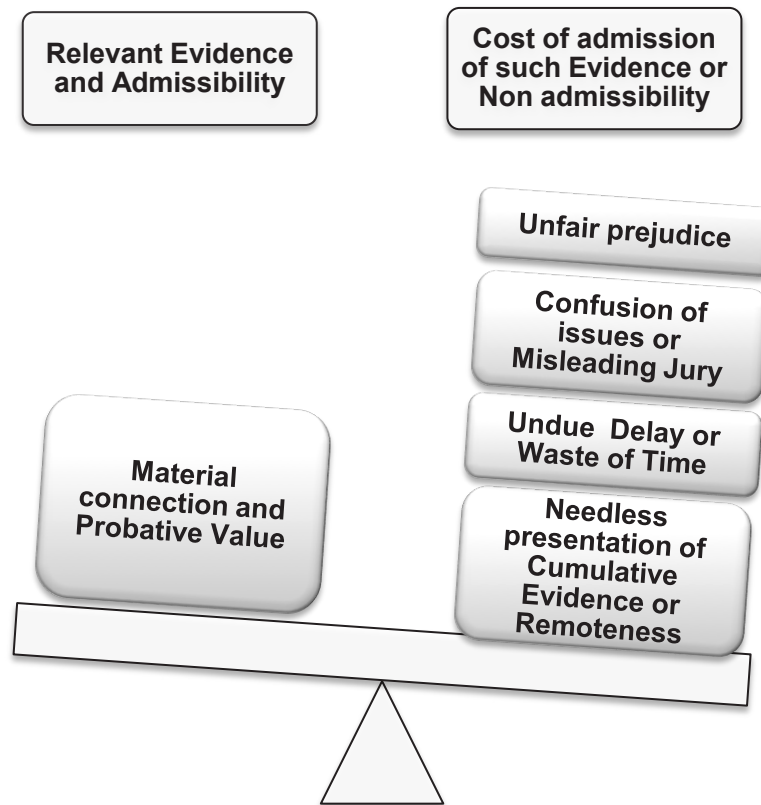 Relevant Evidence
and Admissibility
Cost of admission
of such Evidence or
Non admissibility
Unfair prejudice
Confusion of
issues or
Misleading Jury
Undue Delay or
Waste of Time
Material
connection and
Probative Value
Needless
presentation of
Cumulative
Evidence or
Remoteness